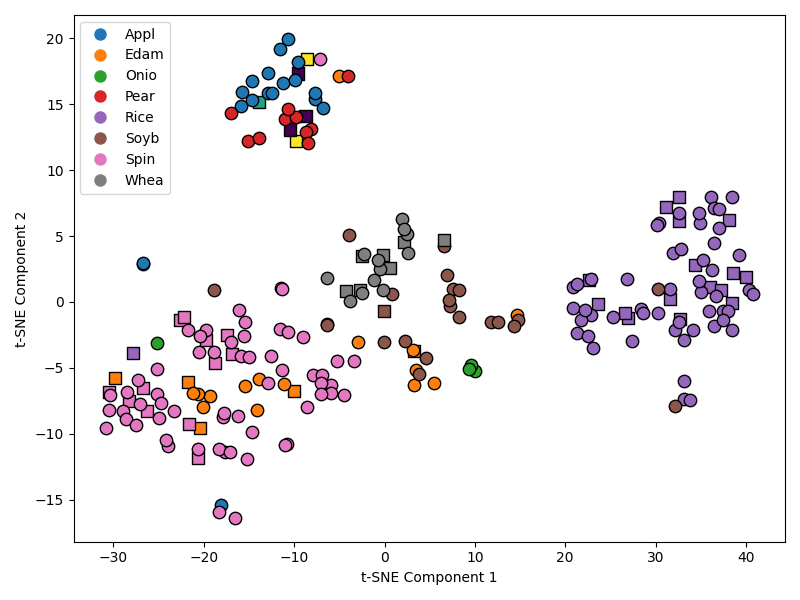 Appl
Edam
Onio
Pear
Rice
Soyb
Spin
Whea
20
15
10
5
0
−5
−10
−15
−30
−20
−10
0
10
20
30
40
t-SNE Component 1
t-SNE Component 2